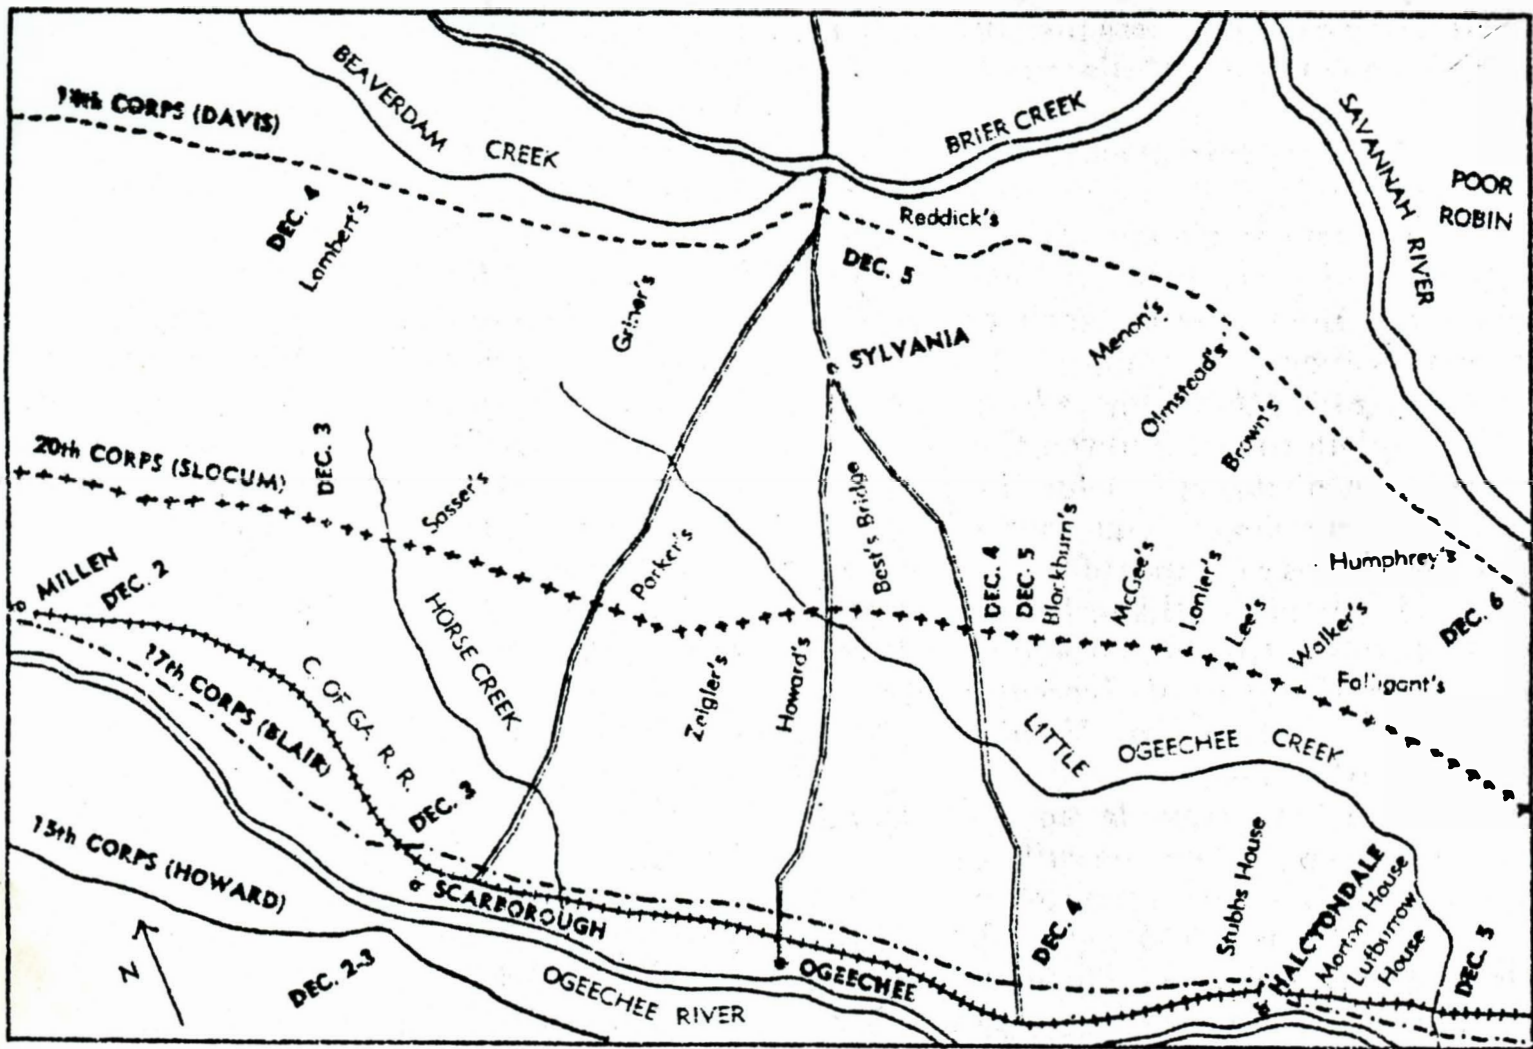 BEAVERDAM CREEK
14th CORPS (DAVIS)
BRIER CREEK
SAVANNAH RIVER
POOR
ROBIN
DEC. 4
Lambert's
Reddick's
DEC. 5
Griner's
SYLVANIA
Menon's
Olmstead's
Brown's
20th CORPS (SLOCUM)
DEC. 3
Sasser's
Parker's
Best's Bridge
DEC. 4
DEC. 5
Blackburn's
McGee's
Lanier's
Lee's
Walker's
Humphrey's
DEC. 6
Falligant's
MILLEN
DEC. 2
HORSE CREEK
17th CORPS (BLAIR)
C. OF GA. R. R.
Zeigler's
Howard's
LITTLE OGEECHEE CREEK
DEC. 3
15th CORPS (HOWARD)
SCARBOROUGH
N
DEC. 2-3
OGEECHEE RIVER
OGEECHEE
DEC. 4
Stubbs House
HALCTONDALE
Morton House
Lufburrow
House
DEC. 5